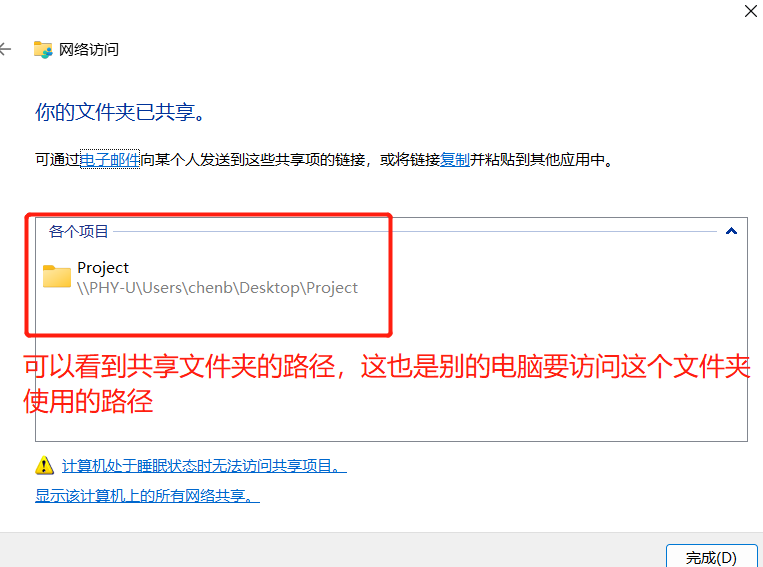 网络访问
你的文件夹已共享。
可通过电子邮件向某个人发送到这些共享项的链接，或将链接复制并粘贴到其他应用中。
各个项目
Project
\\PHY-U\Users\chenb\Desktop\Project
可以看到共享文件夹的路径，这也是别的电脑要访问这个文件夹
使用的路径
计算机处于睡眠状态时无法访问共享项目。
显示该计算机上的所有网络共享。
完成(D)